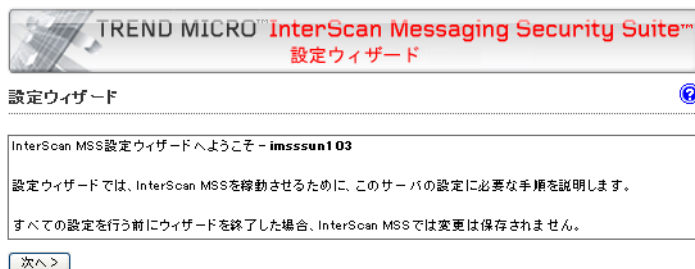 TREND MICRO™ InterScan Messaging Security Suite™
設定ウィザード
設定ウィザード
InterScan MSS設定ウィザードへようこそ - imsssun103
設定ウィザードでは、InterScan MSSを稼動させるために、このサーバの設定に必要な手順を説明します。
すべての設定を行う前にウィザードを終了した場合、InterScan MSSでは変更は保存されません。
次へ >